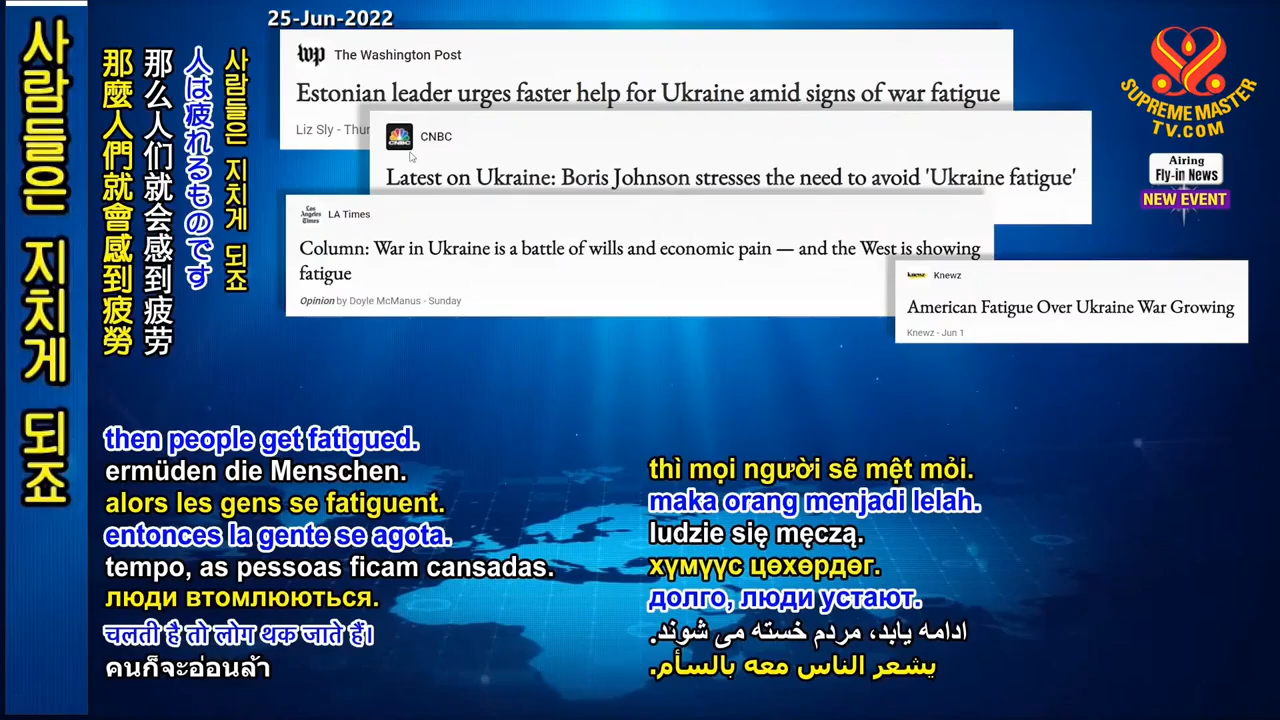 25-Jun-2022
사람들은 지치게 되죠
那麼人們就會感到疲勞
那么人们就会感到疲劳
人は疲れるものです
사람들은 지치게 되죠
wp The Washington Post
Estonian leader urges faster help for Ukraine amid signs of war fatigue
Liz Sly - Thur
CNBC
CNBC
Latest on Ukraine: Boris Johnson stresses the need to avoid 'Ukraine fatigue'
Los Angeles Times
LA Times
Column: War in Ukraine is a battle of wills and economic pain — and the West is showing
fatigue
Opinion by Doyle McManus - Sunday
Knewz
American Fatigue Over Ukraine War Growing
Knewz - Jun 1
SUPREME MASTER
TV.COM
Airing
Fly-in News
NEW EVENT
then people get fatigued.
ermüden die Menschen.
alors les gens se fatiguent.
entonces la gente se agota.
tempo, as pessoas ficam cansadas.
люди втомлюються.
चलती है तो लोग थक जाते हैं।
คนก็จะอ่อนล้า
thì mọi người sẽ mệt mỏi.
maka orang menjadi lelah.
ludzie się męczą.
хүмүүс цөхөрдөг.
долго, люди устают.
ادامه یابد، مردم خسته می شوند.
يشعر الناس معه بالسأم.